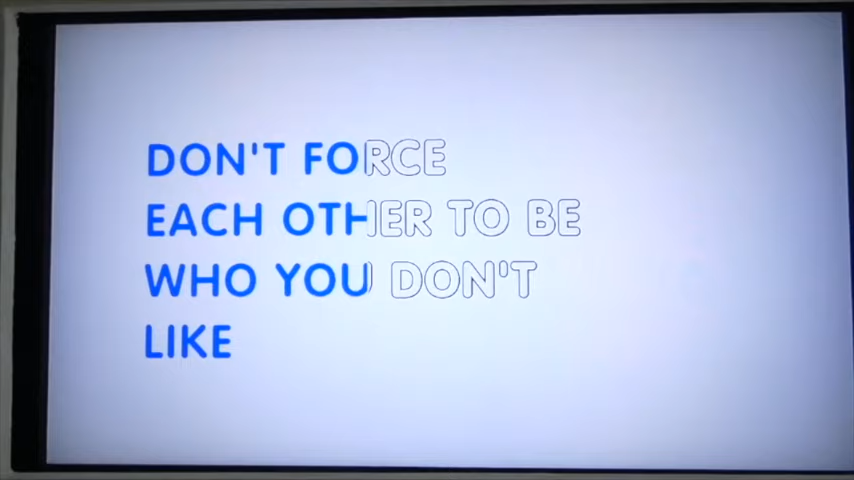 DON'T FORCE
EACH OTHER TO BE
WHO YOU DON'T
LIKE